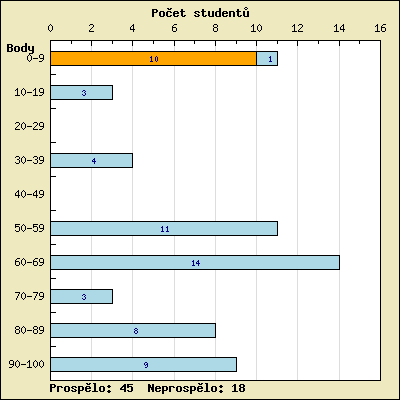 Počet studentů
0 2 4 6 8 10 12 14 16
Body
0-9 10 1
10-19 3
20-29
30-39 4
40-49
50-59 11
60-69 14
70-79 3
80-89 8
90-100 9
Prospělo: 45 Neprospělo: 18